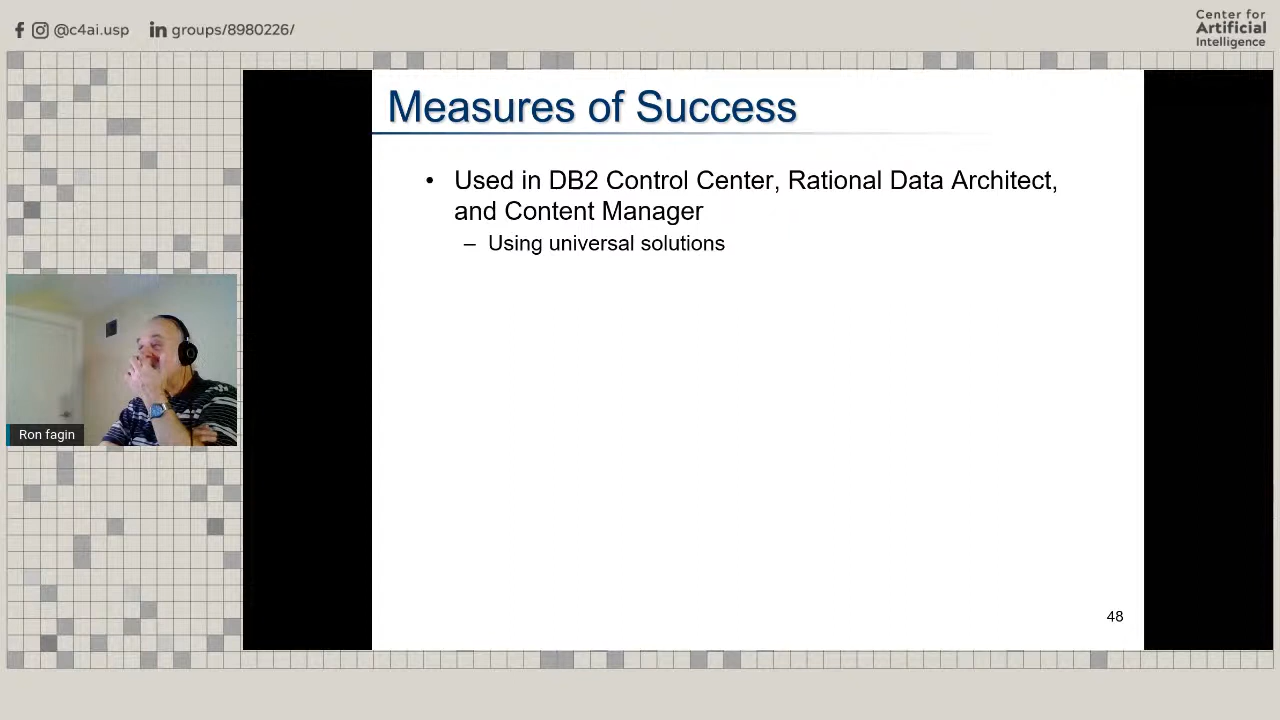 @c4ai.usp in groups/8980226/
Center for
Artificial
Intelligence
Measures of Success
• Used in DB2 Control Center, Rational Data Architect,
and Content Manager
– Using universal solutions
Ron fagin
48